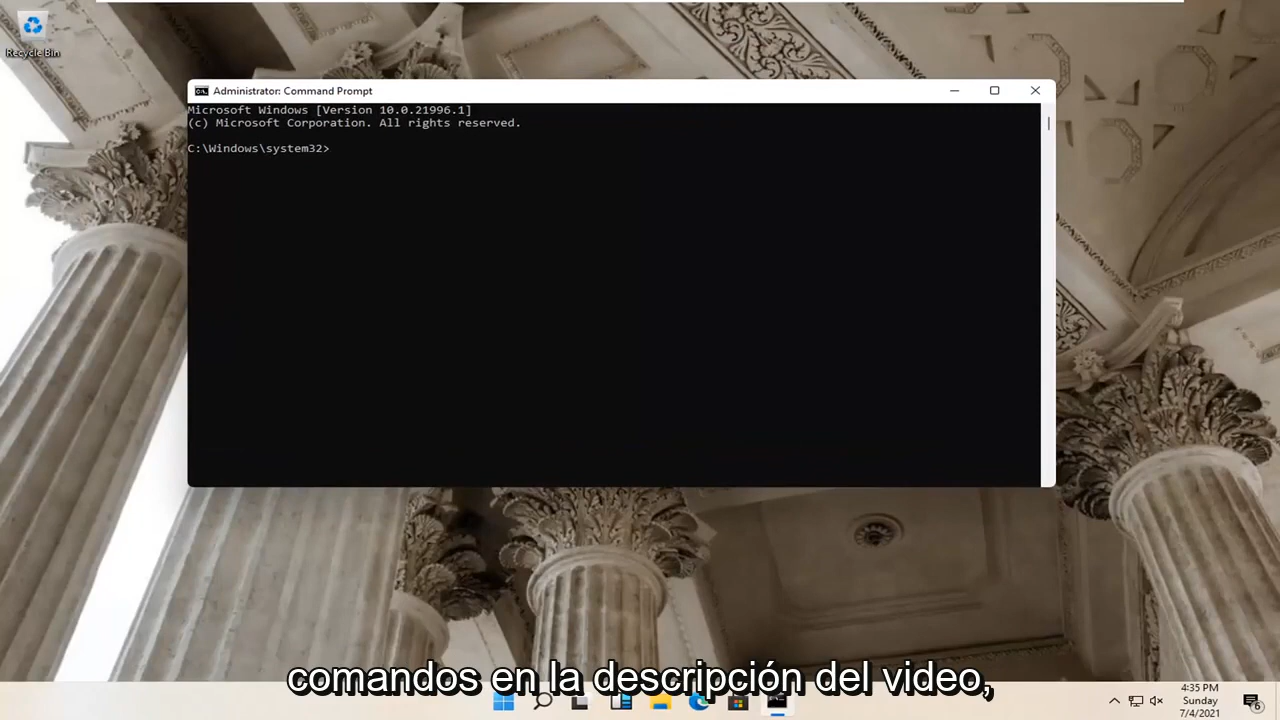 Recycle Bin
Administrator: Command Prompt
Microsoft Windows [Version 10.0.21996.1]
(c) Microsoft Corporation. All rights reserved.
C:\Windows\system32>
comandos en la descripción del video,
4:35 PM
Sunday
7/4/2021
6